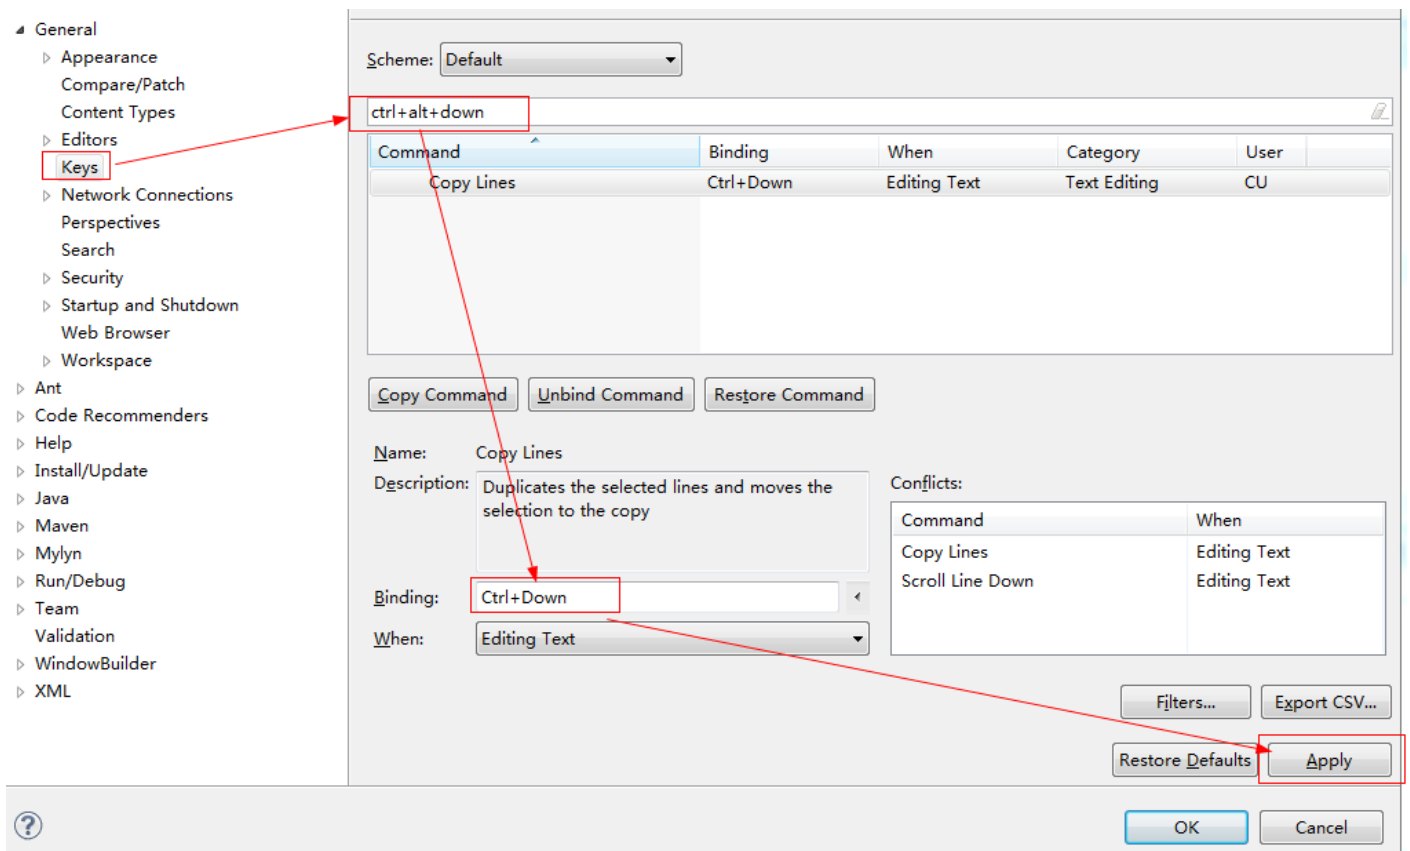 General
Appearance
Compare/Patch
Content Types
Editors
Keys
Network Connections
Perspectives
Search
Security
Startup and Shutdown
Web Browser
Workspace
Ant
Code Recommenders
Help
Install/Update
Java
Maven
Mylyn
Run/Debug
Team
Validation
WindowBuilder
XML
Scheme: Default
ctrl+alt+down
Command Binding When Category User
Copy Lines Ctrl+Down Editing Text Text Editing CU
Copy Command Unbind Command Restore Command
Name: Copy Lines
Description: Duplicates the selected lines and moves the
selection to the copy
Binding: Ctrl+Down
When: Editing Text
Conflicts:
Command When
Copy Lines Editing Text
Scroll Line Down Editing Text
Filters... Export CSV...
Restore Defaults Apply
? OK Cancel